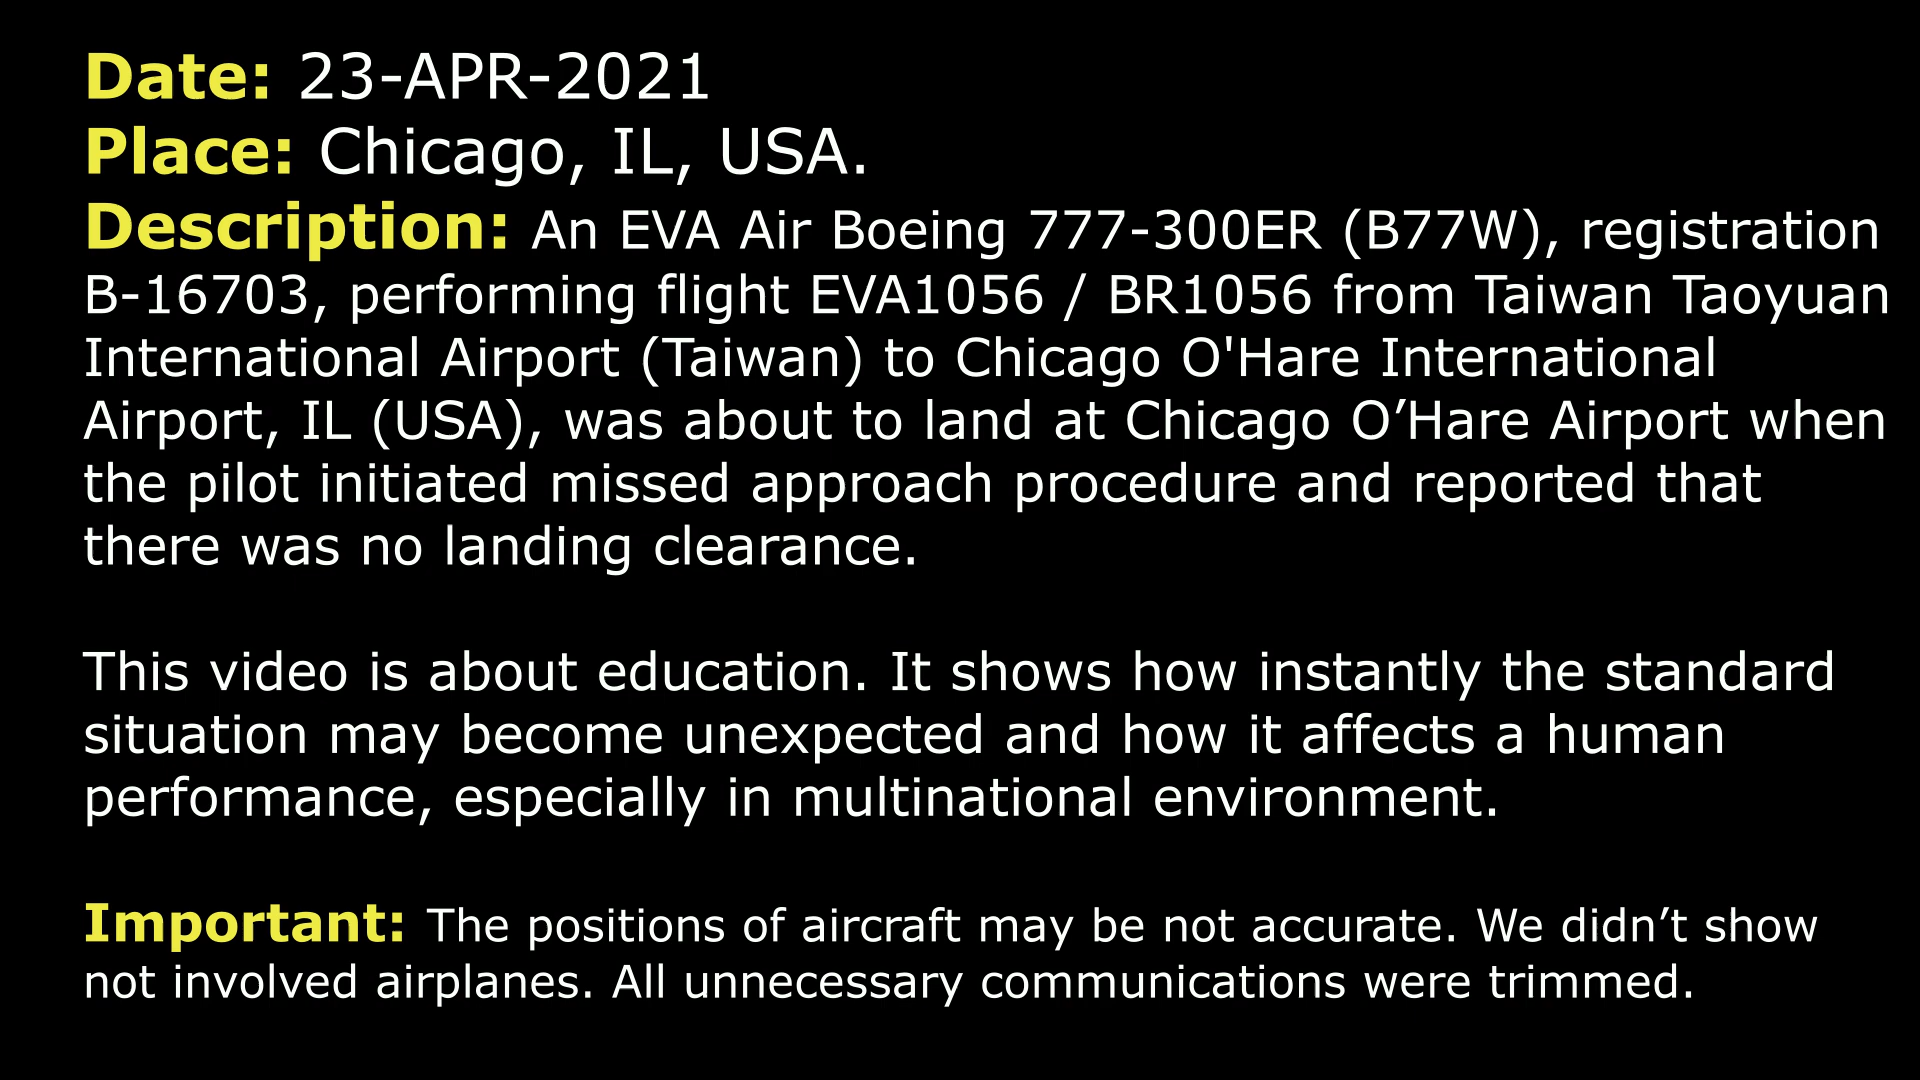 Date: 23-APR-2021
Place: Chicago, IL, USA.
Description: An EVA Air Boeing 777-300ER (B77W), registration
B-16703, performing flight EVA1056 / BR1056 from Taiwan Taoyuan
International Airport (Taiwan) to Chicago O'Hare International
Airport, IL (USA), was about to land at Chicago O’Hare Airport when
the pilot initiated missed approach procedure and reported that
there was no landing clearance.
This video is about education. It shows how instantly the standard
situation may become unexpected and how it affects a human
performance, especially in multinational environment.
Important: The positions of aircraft may be not accurate. We didn’t show
not involved airplanes. All unnecessary communications were trimmed.